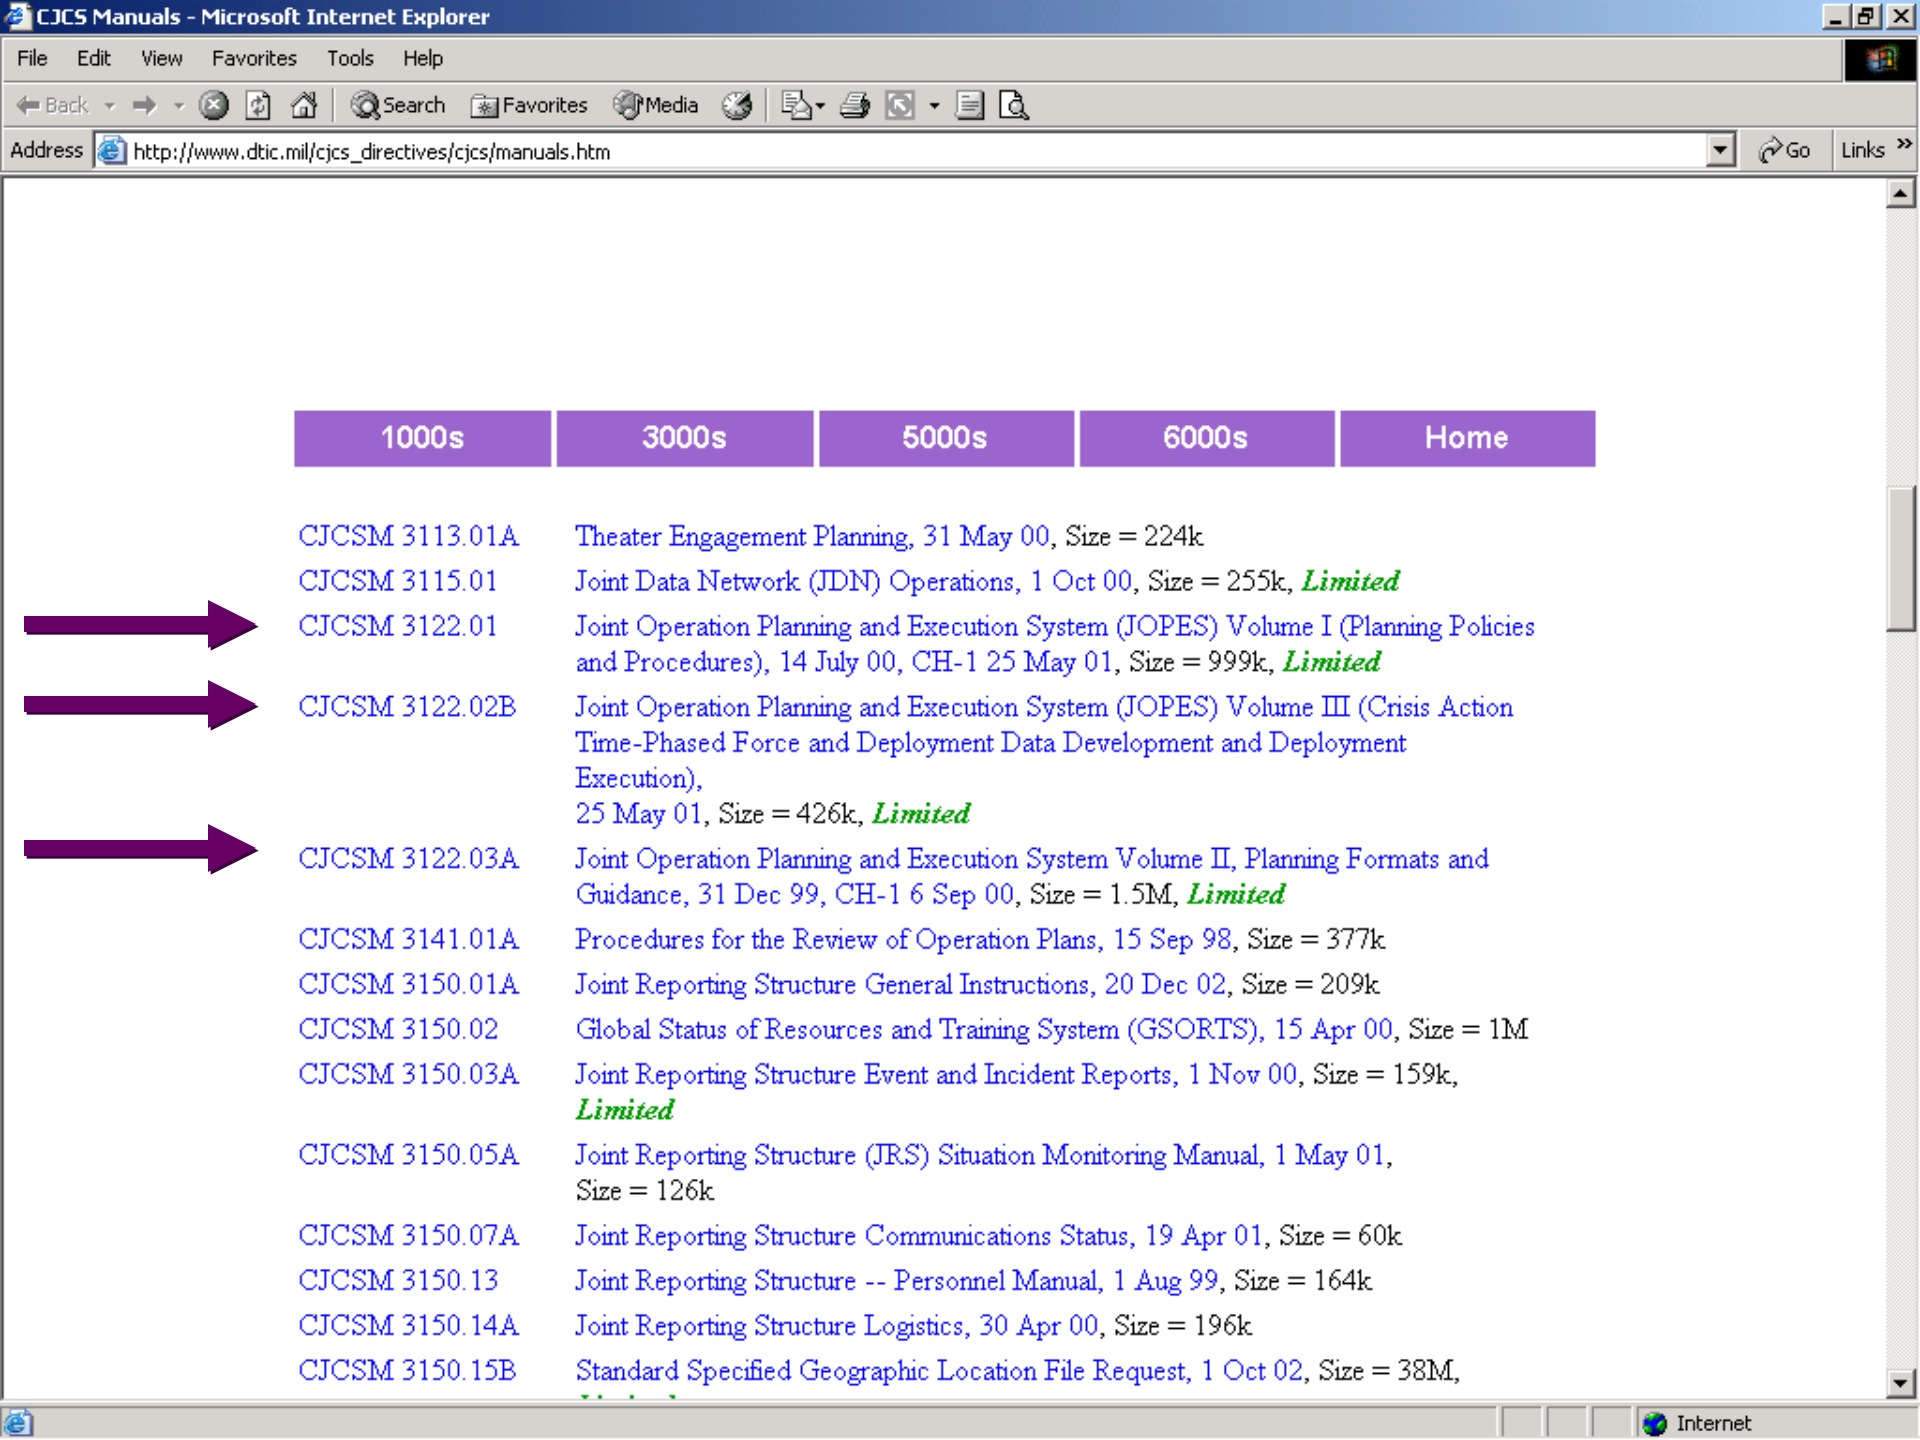 CJCS Manuals - Microsoft Internet Explorer
File Edit View Favorites Tools Help
Back Search Favorites Media
Address http://www.dtic.mil/cjcs_directives/cjcs/manuals.htm Go Links »
1000s 3000s 5000s 6000s Home
CJCSM 3113.01A Theater Engagement Planning, 31 May 00, Size = 224k
CJCSM 3115.01 Joint Data Network (JDN) Operations, 1 Oct 00, Size = 255k, Limited
CJCSM 3122.01 Joint Operation Planning and Execution System (JOPES) Volume I (Planning Policies
and Procedures), 14 July 00, CH-1 25 May 01, Size = 999k, Limited
CJCSM 3122.02B Joint Operation Planning and Execution System (JOPES) Volume III (Crisis Action
Time-Phased Force and Deployment Data Development and Deployment
Execution),
25 May 01, Size = 426k, Limited
CJCSM 3122.03A Joint Operation Planning and Execution System Volume II, Planning Formats and
Guidance, 31 Dec 99, CH-1 6 Sep 00, Size = 1.5M, Limited
CJCSM 3141.01A Procedures for the Review of Operation Plans, 15 Sep 98, Size = 377k
CJCSM 3150.01A Joint Reporting Structure General Instructions, 20 Dec 02, Size = 209k
CJCSM 3150.02 Global Status of Resources and Training System (GSORTS), 15 Apr 00, Size = 1M
CJCSM 3150.03A Joint Reporting Structure Event and Incident Reports, 1 Nov 00, Size = 159k,
Limited
CJCSM 3150.05A Joint Reporting Structure (JRS) Situation Monitoring Manual, 1 May 01,
Size = 126k
CJCSM 3150.07A Joint Reporting Structure Communications Status, 19 Apr 01, Size = 60k
CJCSM 3150.13 Joint Reporting Structure -- Personnel Manual, 1 Aug 99, Size = 164k
CJCSM 3150.14A Joint Reporting Structure Logistics, 30 Apr 00, Size = 196k
CJCSM 3150.15B Standard Specified Geographic Location File Request, 1 Oct 02, Size = 38M,
Internet